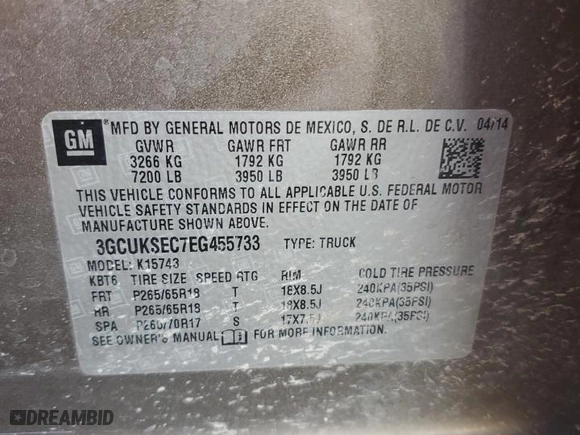 GM
® MFD BY GENERAL MOTORS DE MEXICO, S. DE R.L. DE C.V. 04/14
GVWR GAWR FRT GAWR RR
3266 KG 1792 KG 1792 KG
7200 LB 3950 LB 3950 LB
THIS VEHICLE CONFORMS TO ALL APPLICABLE U.S. FEDERAL MOTOR
VEHICLE SAFETY STANDARDS IN EFFECT ON THE DATE OF
MANUFACTURE SHOWN ABOVE.
3GCUKSEC7EG455733 TYPE: TRUCK
MODEL: K15743
KBT6 TIRE SIZE SPEED RTG RIM COLD TIRE PRESSURE
FRT P265/65R18 T 18X8.5J 240KPA(35PSI)
RR P265/65R18 T 18X8.5J 240KPA(35PSI)
SPA P265/70R17 S 17X7.5J 240KPA(35PSI)
SEE OWNER'S MANUAL FOR MORE INFORMATION.
DREAMBID